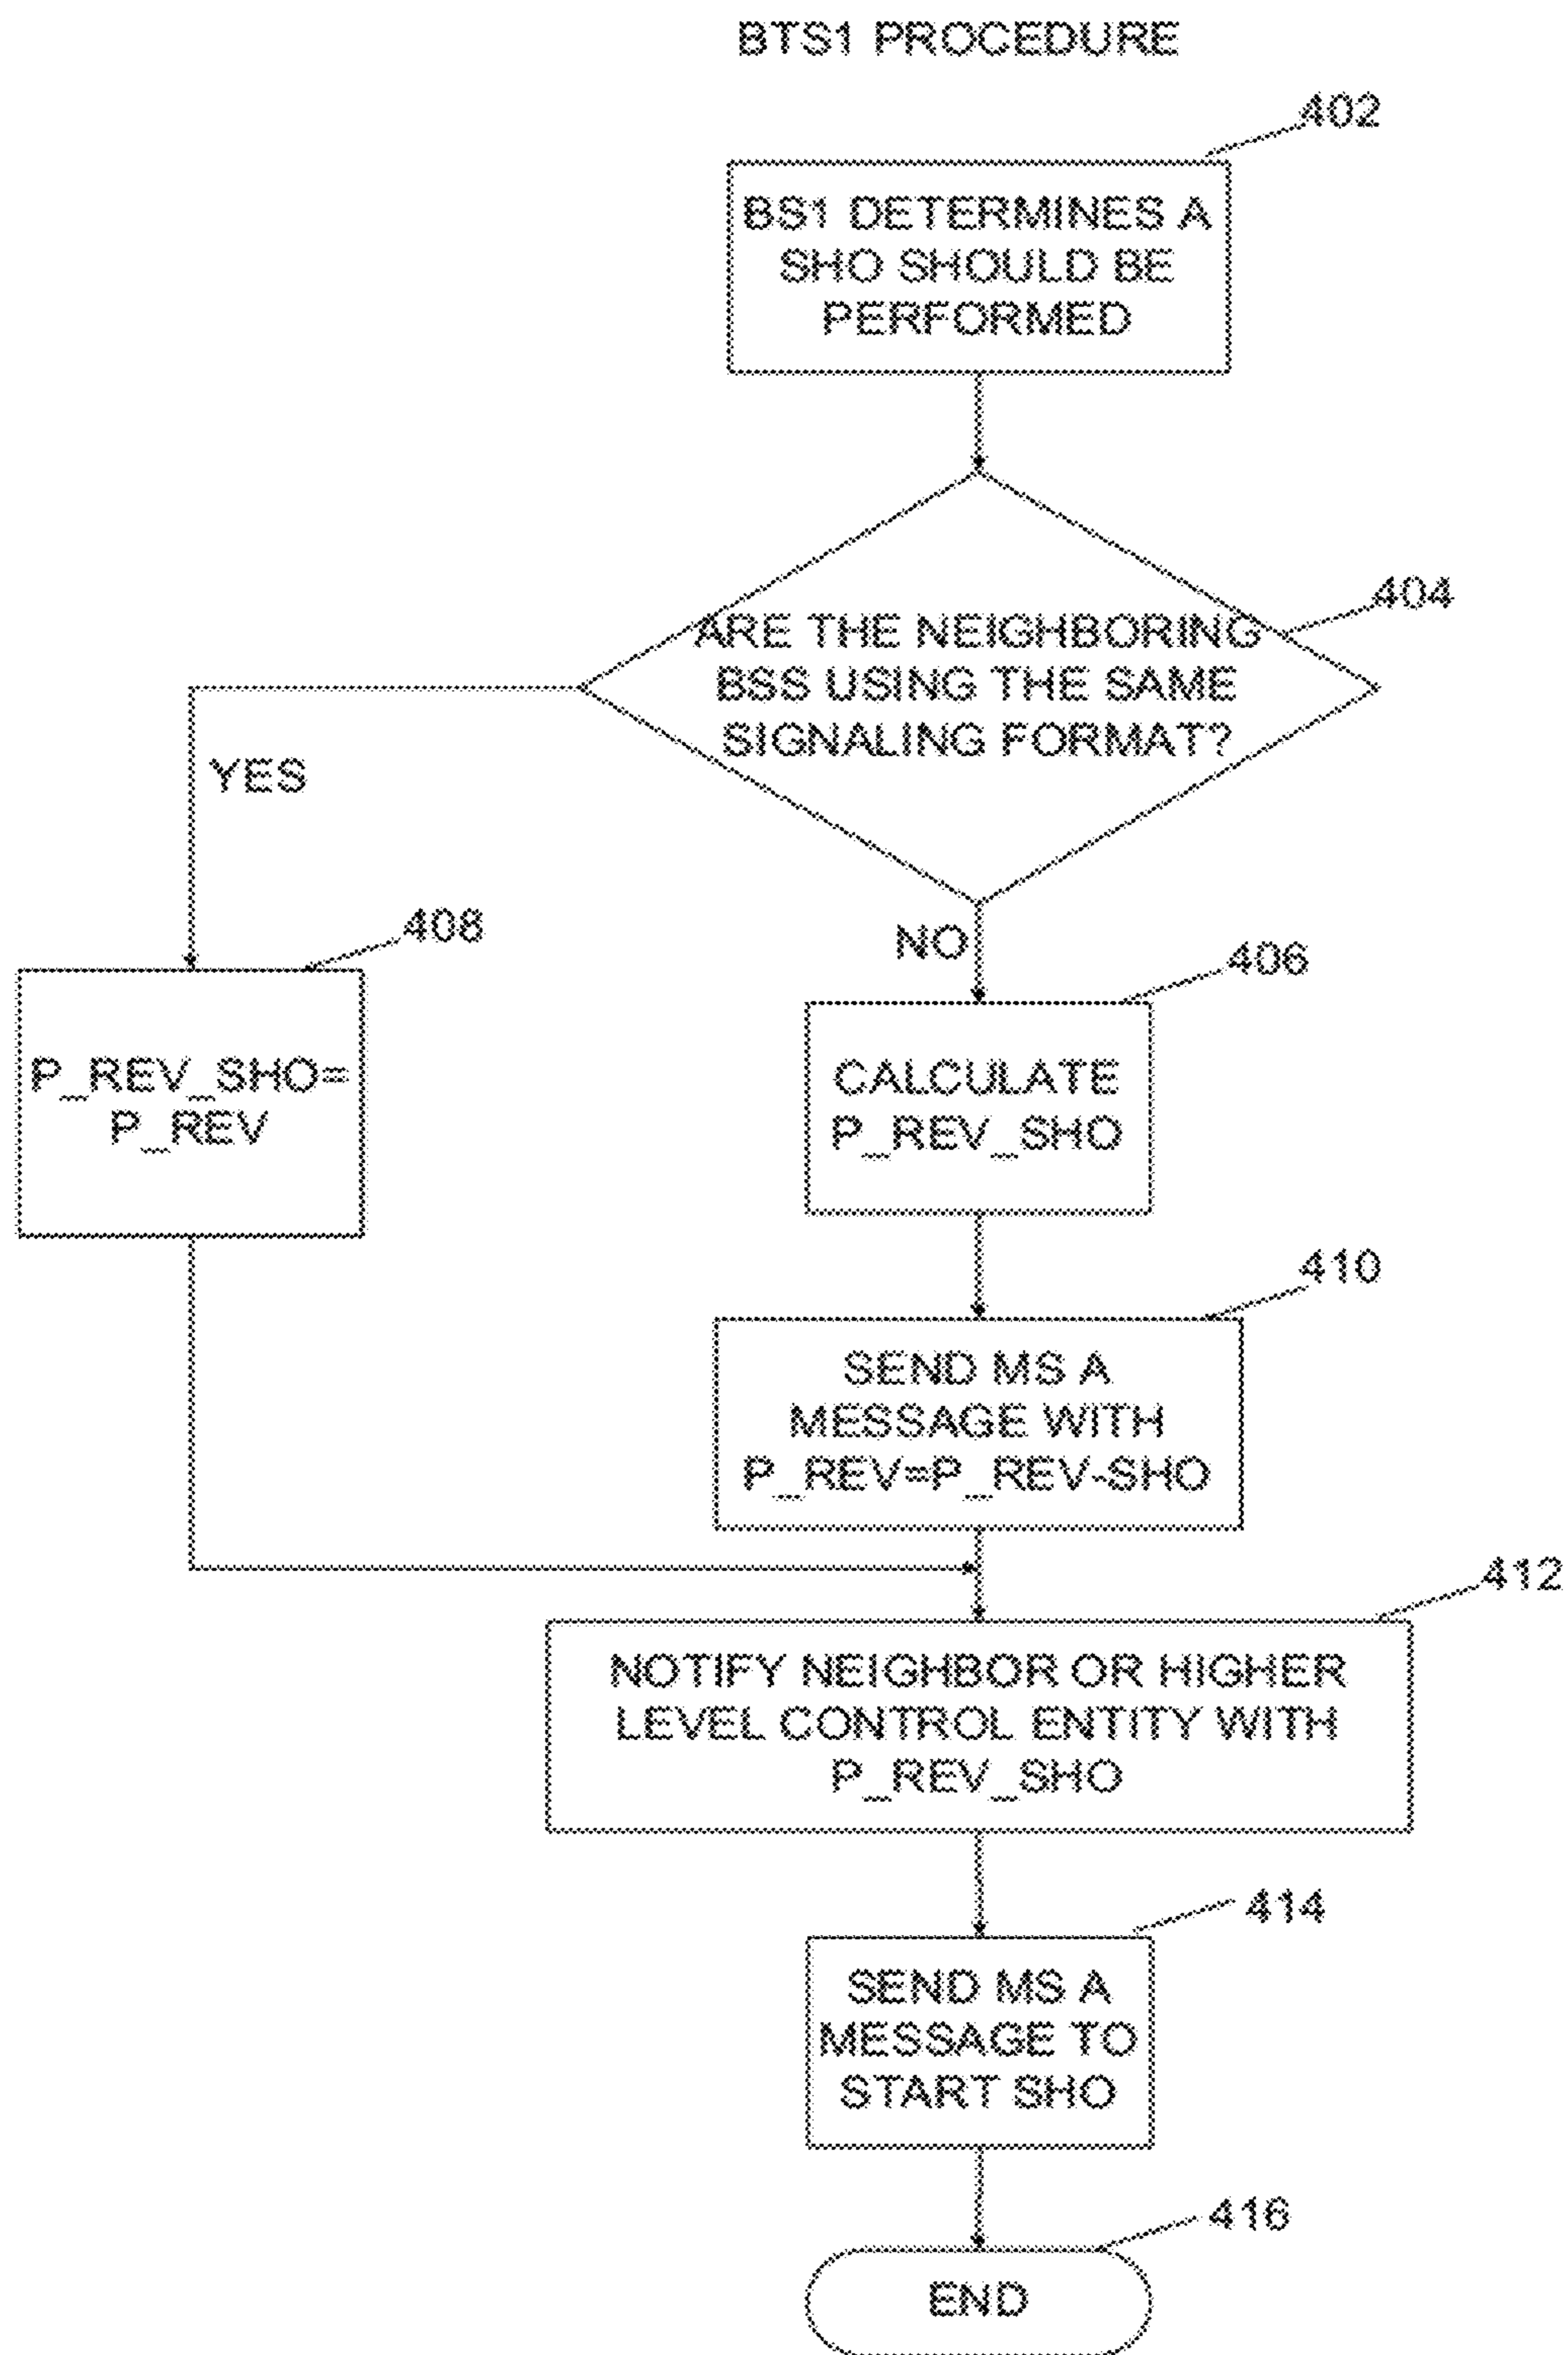 BTS1 PROCEDURE
402
BS1 DETERMINES A
SHO SHOULD BE
PERFORMED
404
ARE THE NEIGHBORING
BSS USING THE SAME
SIGNALING FORMAT?
YES
NO
408
P_REV_SHO=
P_REV
406
CALCULATE
P_REV_SHO
410
SEND MS A
MESSAGE WITH
P_REV=P_REV-SHO
412
NOTIFY NEIGHBOR OR HIGHER
LEVEL CONTROL ENTITY WITH
P_REV_SHO
414
SEND MS A
MESSAGE TO
START SHO
416
END